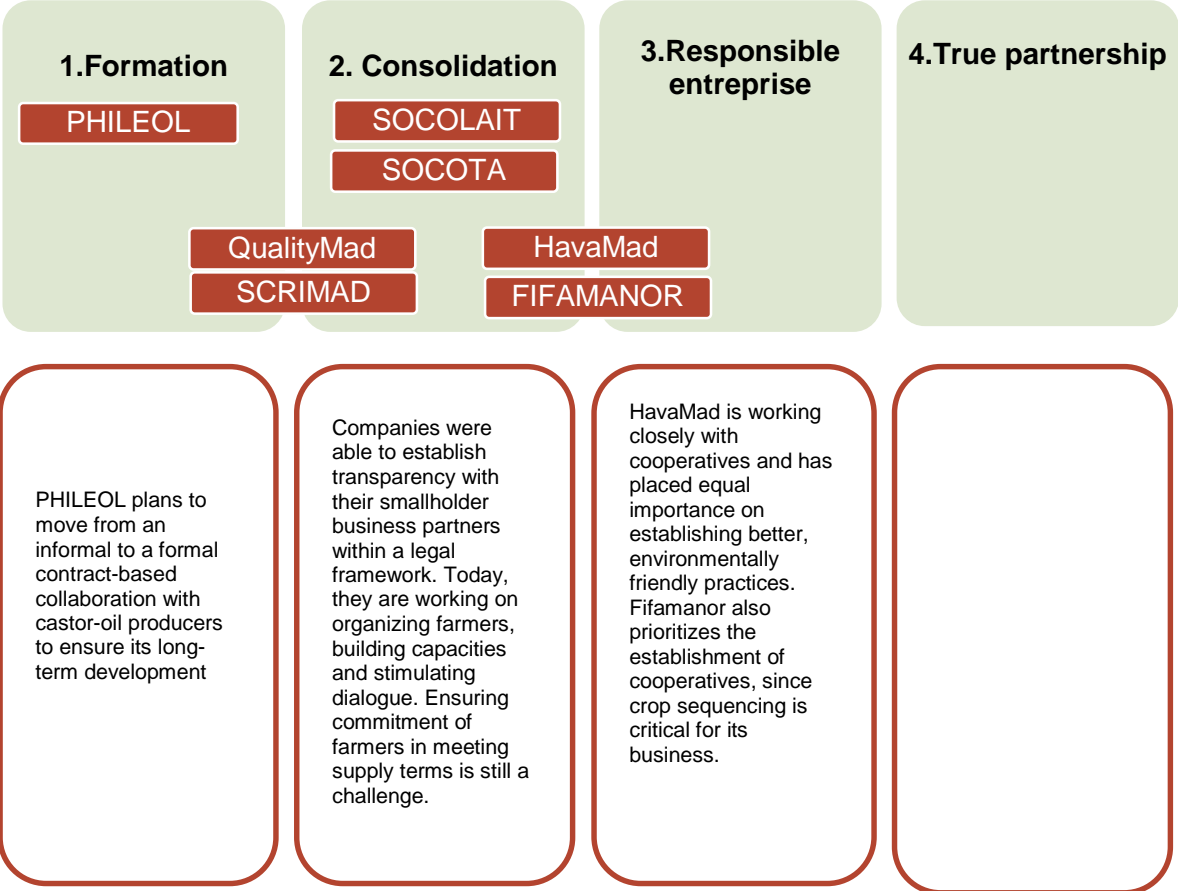 1.Formation
2. Consolidation
3.Responsible
entreprise
4.True partnership
PHILEOL
SOCOLAIT
SOCOTA
QualityMad
SCRIMAD
HavaMad
FIFAMANOR
PHILEOL plans to
move from an
informal to a formal
contract-based
collaboration with
castor-oil producers
to ensure its long-
term development
Companies were
able to establish
transparency with
their smallholder
business partners
within a legal
framework. Today,
they are working on
organizing farmers,
building capacities
and stimulating
dialogue. Ensuring
commitment of
farmers in meeting
supply terms is still a
challenge.
HavaMad is working
closely with
cooperatives and has
placed equal
importance on
establishing better,
environmentally
friendly practices.
Fifamanor also
prioritizes the
establishment of
cooperatives, since
crop sequencing is
critical for its
business.